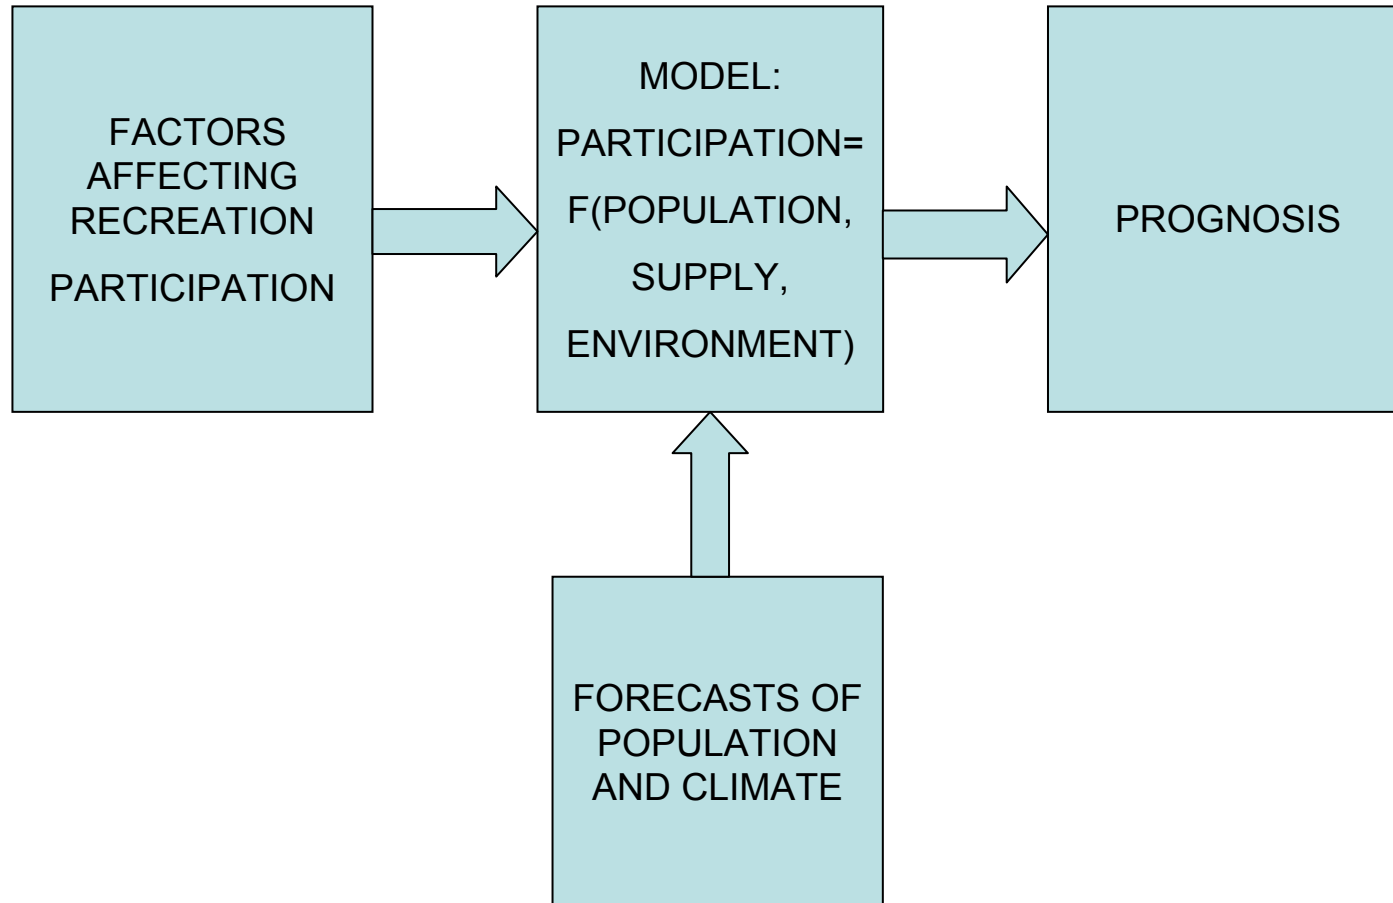 FACTORS
AFFECTING
RECREATION
PARTICIPATION
MODEL:
PARTICIPATION=
F(POPULATION,
SUPPLY,
ENVIRONMENT)
PROGNOSIS
FORECASTS OF
POPULATION
AND CLIMATE